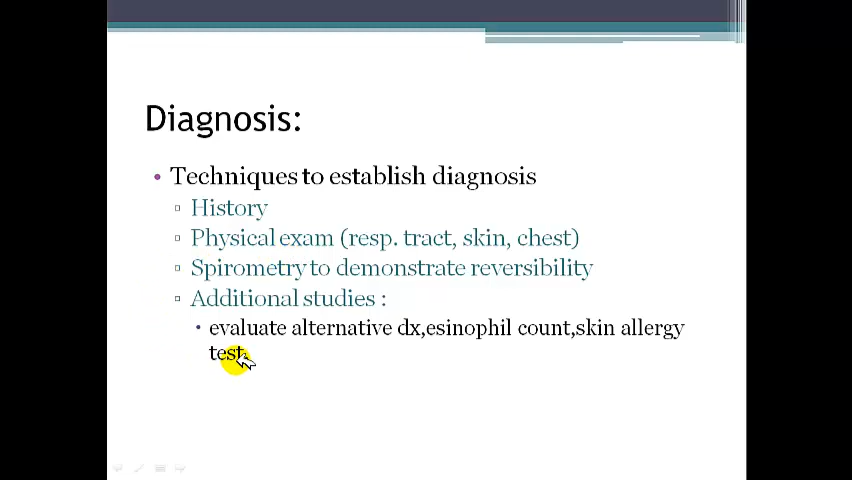 Diagnosis:
• Techniques to establish diagnosis
▫ History
▫ Physical exam (resp. tract, skin, chest)
▫ Spirometry to demonstrate reversibility
▫ Additional studies :
• evaluate alternative dx,esinophil count,skin allergy
test.